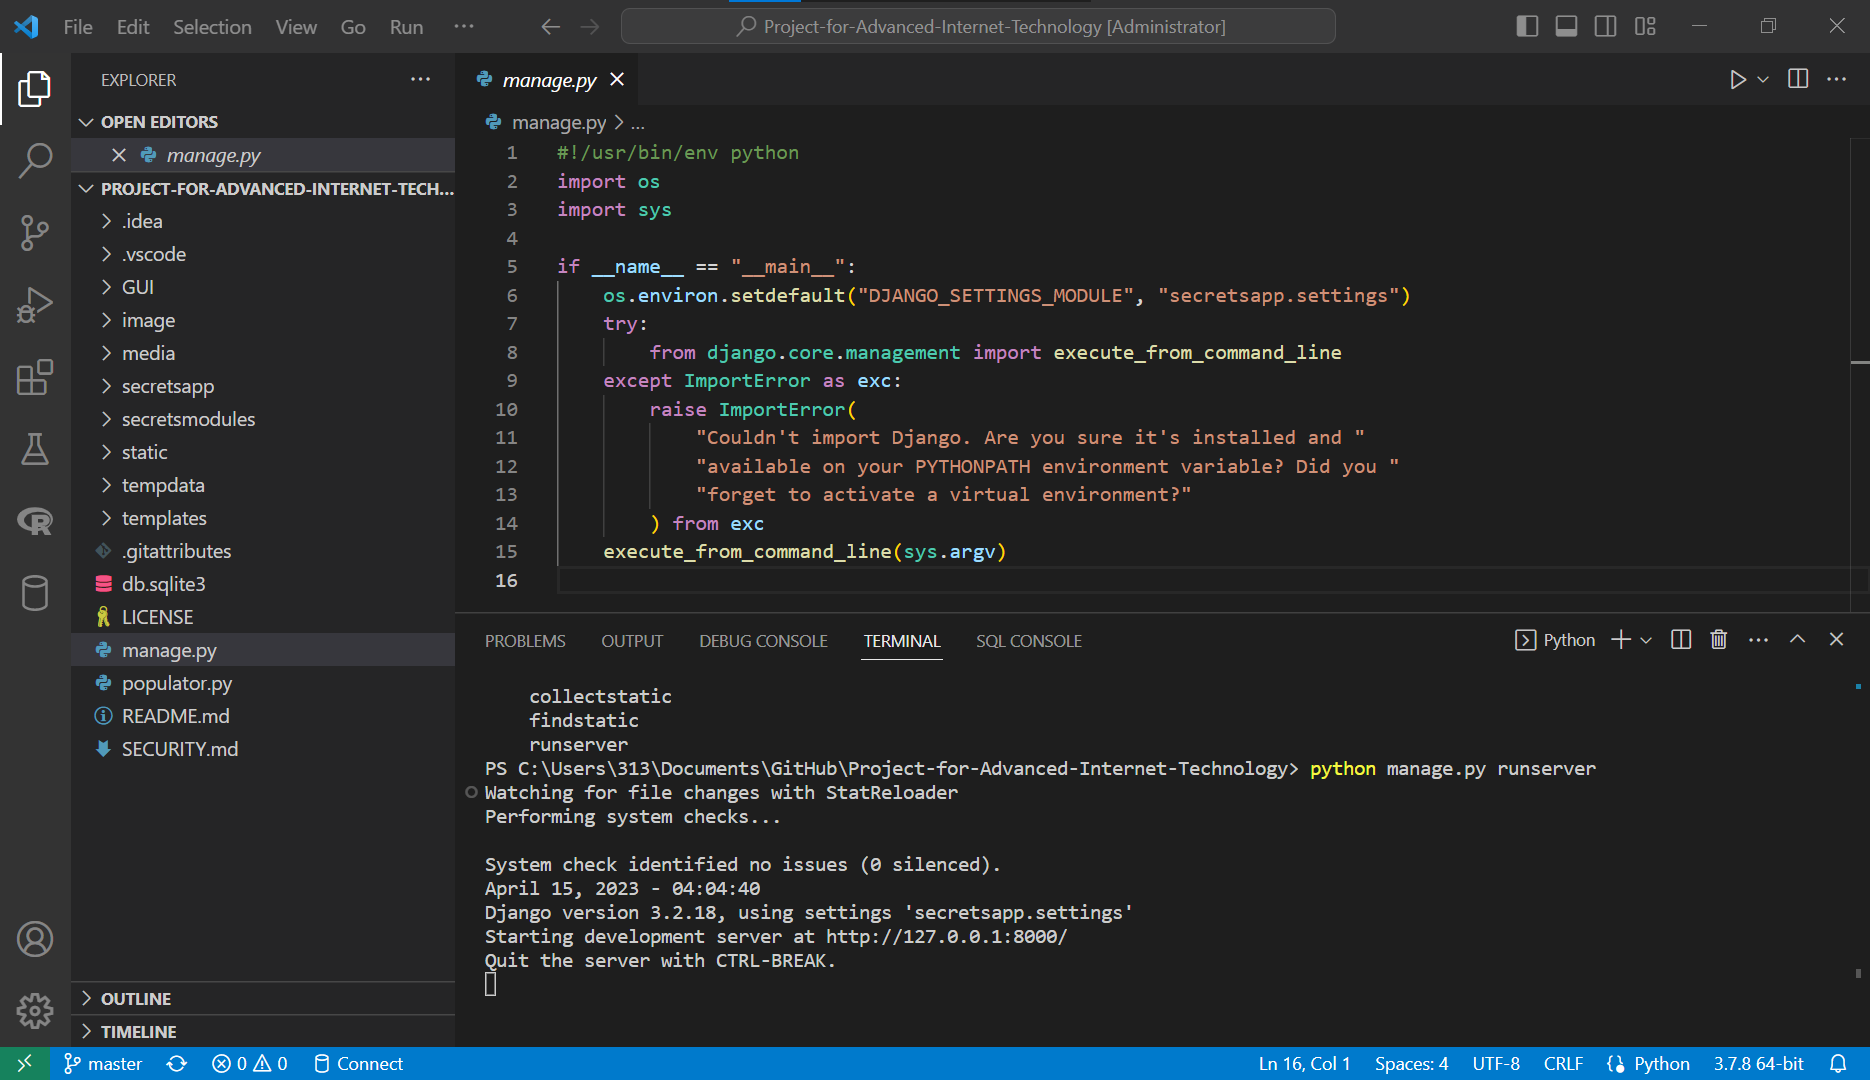 File Edit Selection View Go Run ···
Project-for-Advanced-Internet-Technology [Administrator]
EXPLORER
OPEN EDITORS
manage.py
PROJECT-FOR-ADVANCED-INTERNET-TECH...
.idea
.vscode
GUI
image
media
secretsapp
secretsmodules
static
tempdata
templates
.gitattributes
db.sqlite3
LICENSE
manage.py
populator.py
README.md
SECURITY.md
OUTLINE
TIMELINE
manage.py
manage.py > ...
1 #!/usr/bin/env python
2 import os
3 import sys
4
5 if __name__ == "__main__":
6 os.environ.setdefault("DJANGO_SETTINGS_MODULE", "secretsapp.settings")
7 try:
8 from django.core.management import execute_from_command_line
9 except ImportError as exc:
10 raise ImportError(
11 "Couldn't import Django. Are you sure it's installed and "
12 "available on your PYTHONPATH environment variable? Did you "
13 "forget to activate a virtual environment?"
14 ) from exc
15 execute_from_command_line(sys.argv)
16
PROBLEMS OUTPUT DEBUG CONSOLE TERMINAL SQL CONSOLE Python
collectstatic
findstatic
runserver
PS C:\Users\313\Documents\GitHub\Project-for-Advanced-Internet-Technology> python manage.py runserver
Watching for file changes with StatReloader
Performing system checks...
System check identified no issues (0 silenced).
April 15, 2023 - 04:04:40
Django version 3.2.18, using settings 'secretsapp.settings'
Starting development server at http://127.0.0.1:8000/
Quit the server with CTRL-BREAK.
master 0 0 Connect Ln 16, Col 1 Spaces: 4 UTF-8 CRLF Python 3.7.8 64-bit